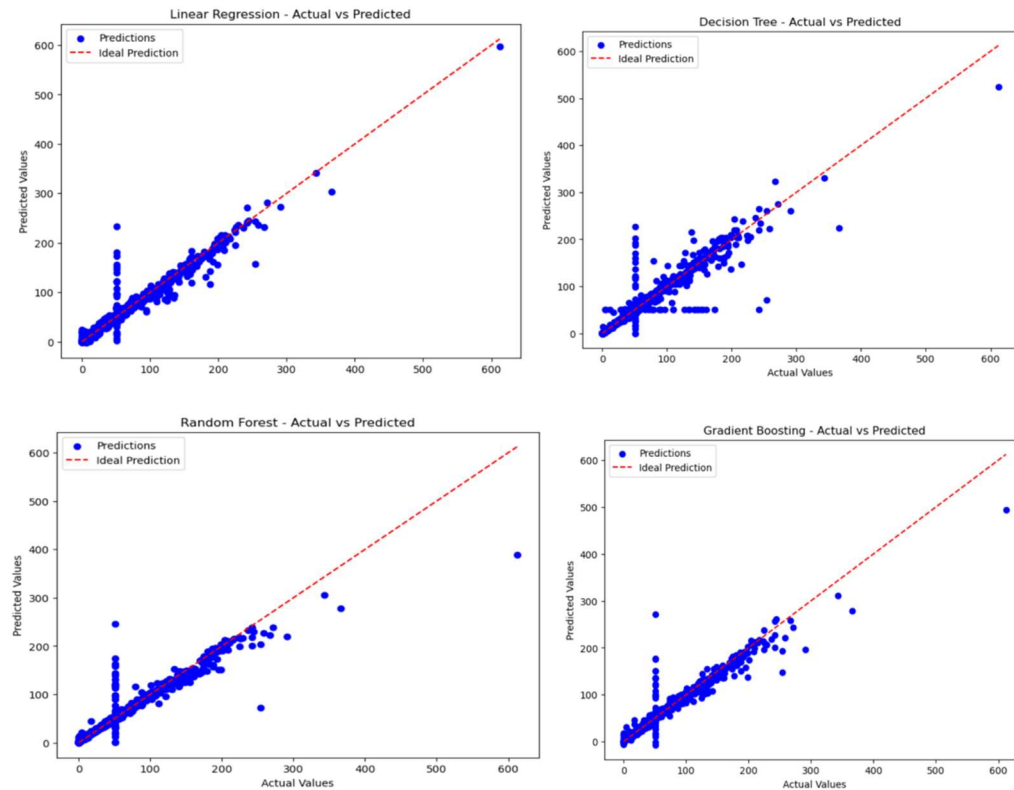 Linear Regression - Actual vs Predicted
Predictions
Ideal Prediction
Predicted Values
600
500
400
300
200
100
0
0 100 200 300 400 500 600
Decision Tree - Actual vs Predicted
Predictions
Ideal Prediction
Predicted Values
600
500
400
300
200
100
0
0 100 200 300 400 500 600
Actual Values
Random Forest - Actual vs Predicted
Predictions
Ideal Prediction
Predicted Values
600
500
400
300
200
100
0
0 100 200 300 400 500 600
Actual Values
Gradient Boosting - Actual vs Predicted
Predictions
Ideal Prediction
Predicted Values
600
500
400
300
200
100
0
0 100 200 300 400 500 600
Actual Values